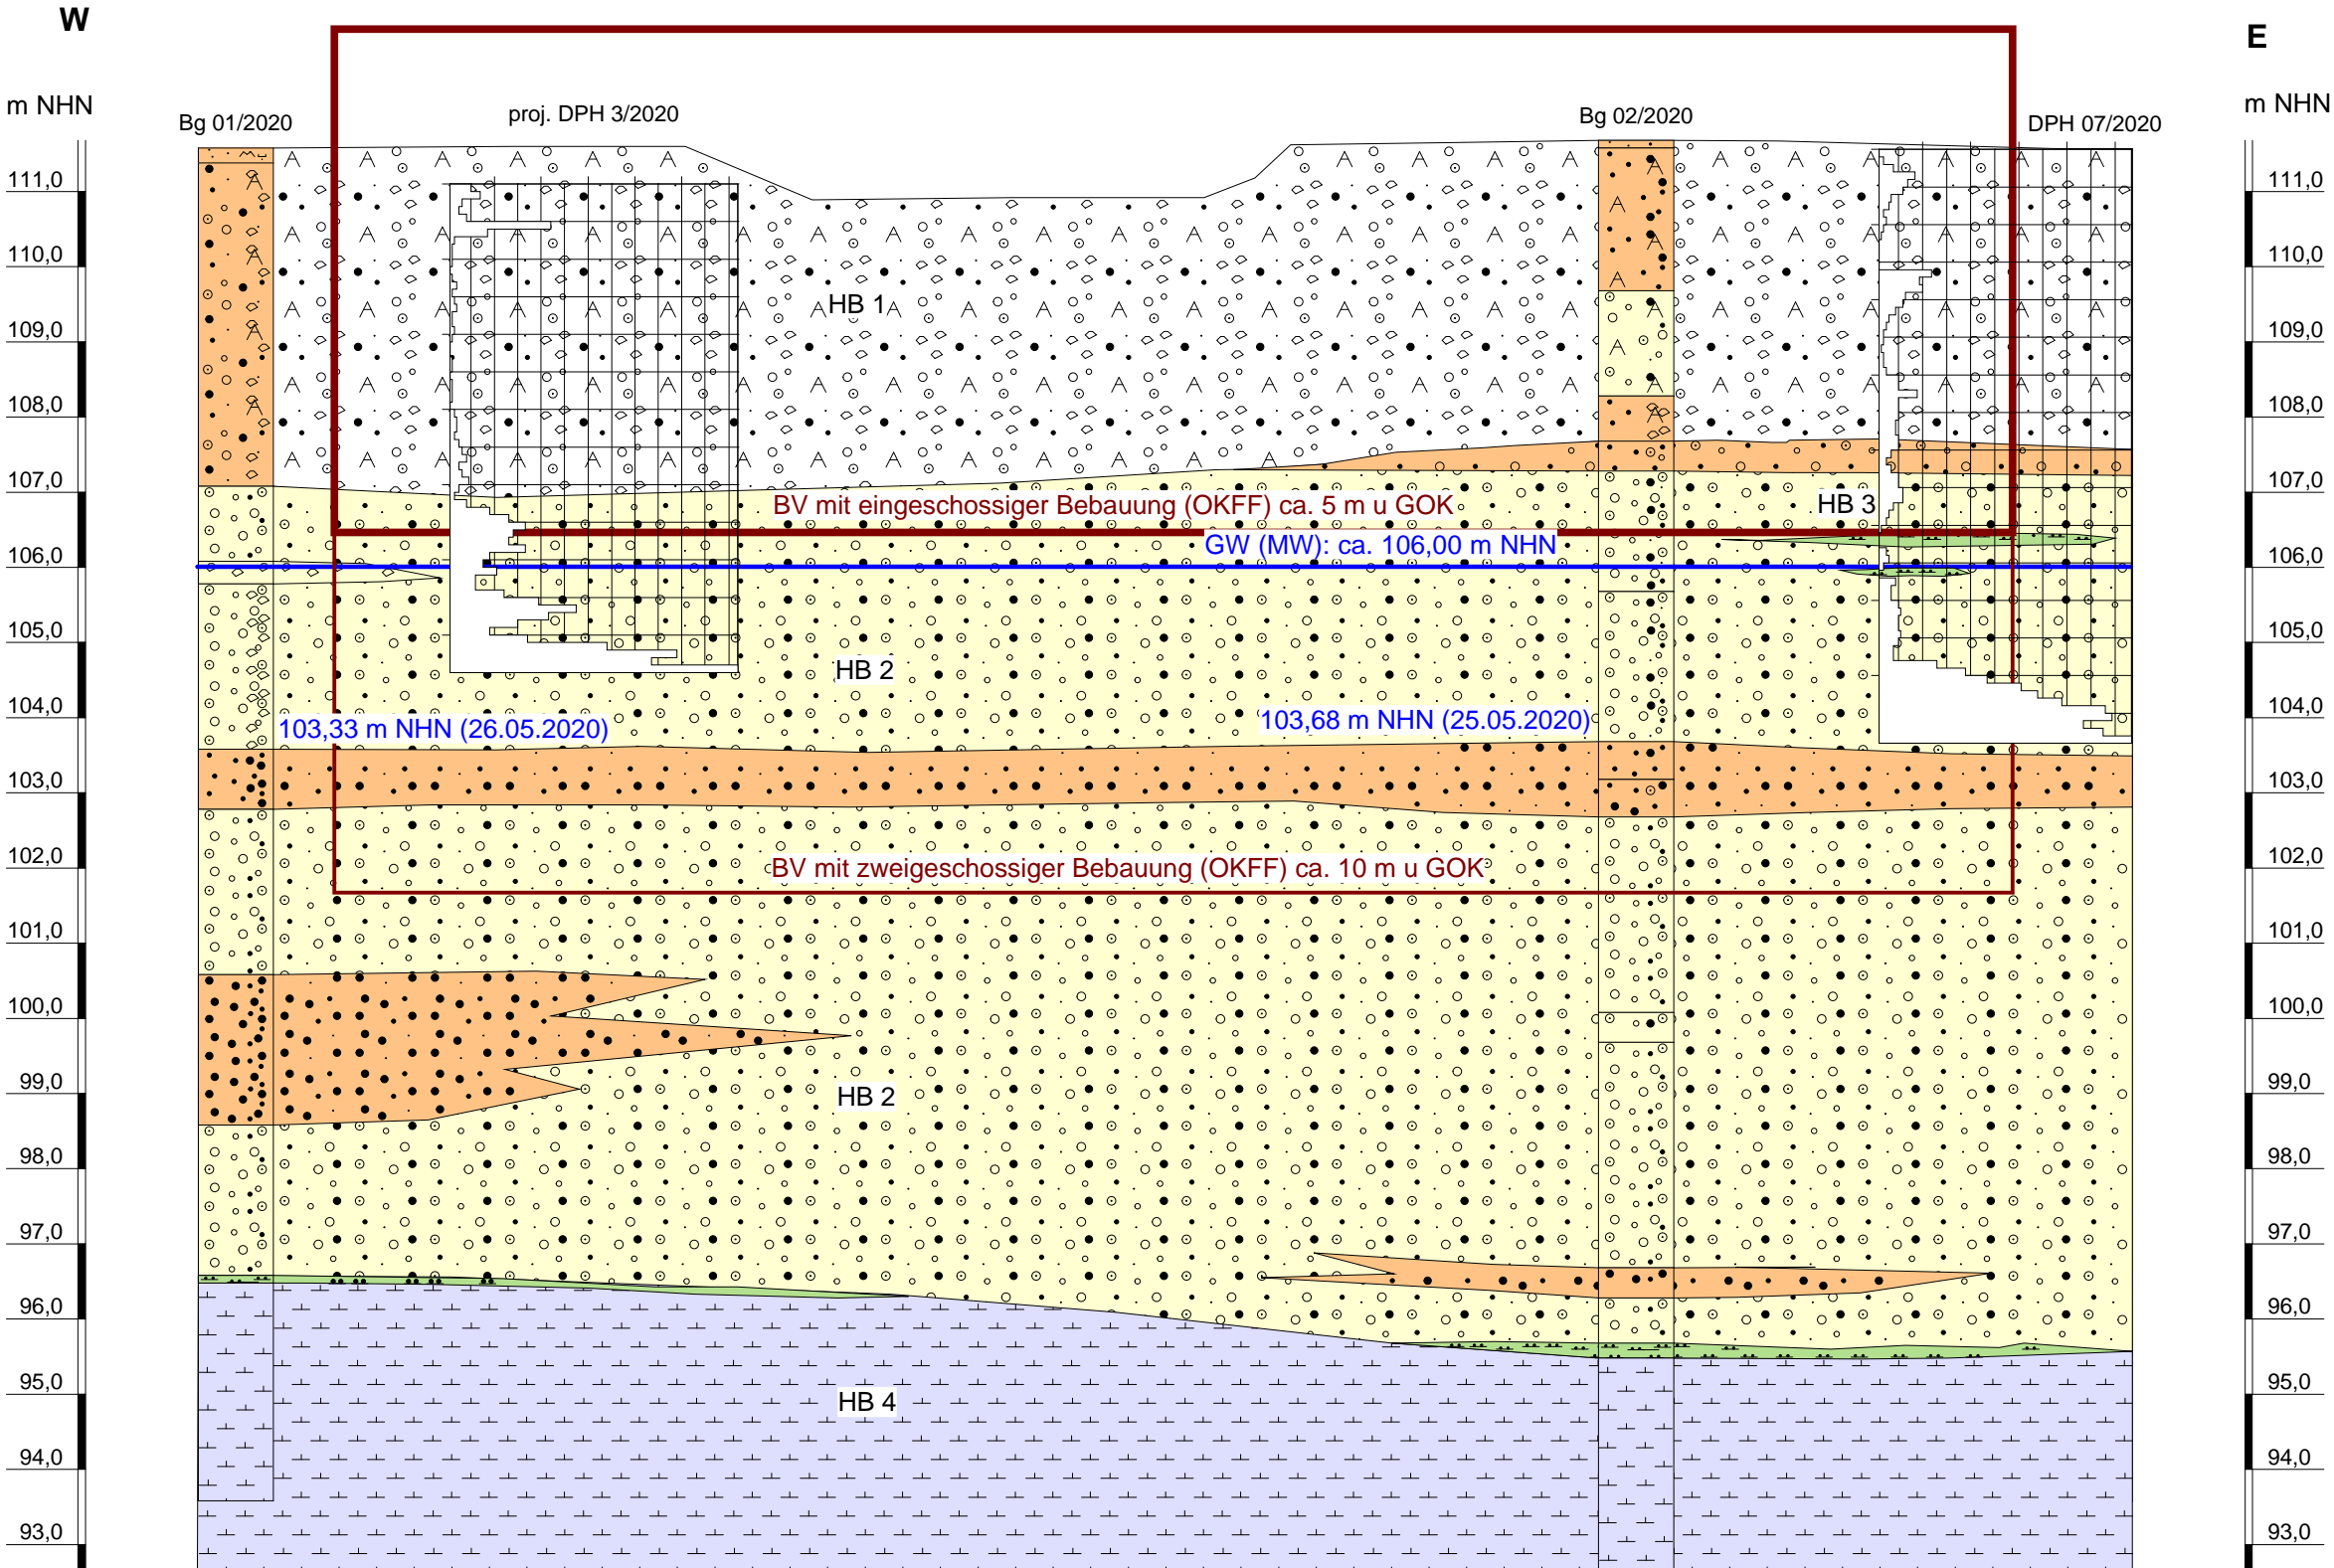 W
E
m NHN
m NHN
Bg 01/2020
proj. DPH 3/2020
Bg 02/2020
DPH 07/2020
111,0
111,0
110,0
110,0
HB 1
109,0
109,0
108,0
108,0
107,0
107,0
BV mit eingeschossiger Bebauung (OKFF) ca. 5 m u GOK
HB 3
GW (MW): ca. 106,00 m NHN
106,0
106,0
105,0
105,0
HB 2
104,0
104,0
103,33 m NHN (26.05.2020)
103,68 m NHN (25.05.2020)
103,0
103,0
102,0
102,0
BV mit zweigeschossiger Bebauung (OKFF) ca. 10 m u GOK
101,0
101,0
100,0
100,0
99,0
99,0
HB 2
98,0
98,0
97,0
97,0
96,0
96,0
95,0
95,0
HB 4
94,0
94,0
93,0
93,0